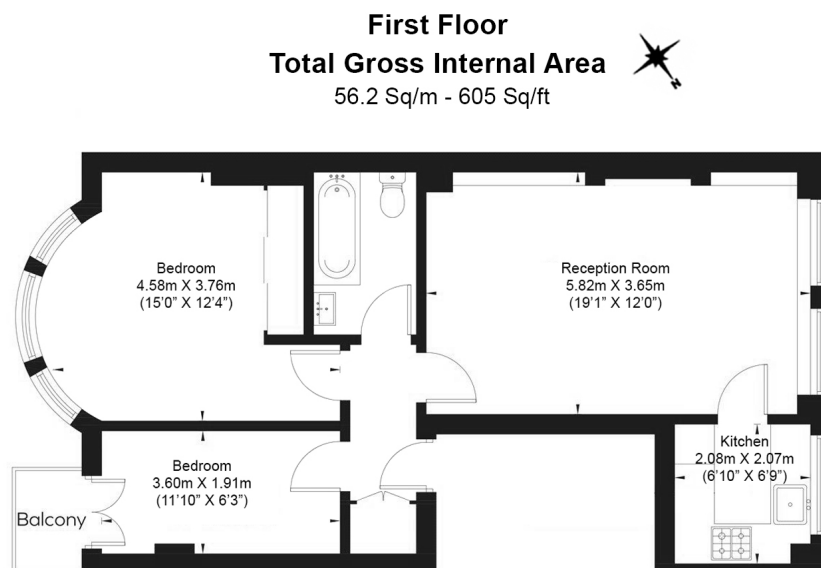 First Floor
Total Gross Internal Area
56.2 Sq/m - 605 Sq/ft
N
Bedroom
4.58m X 3.76m
(15'0" X 12'4")
Reception Room
5.82m X 3.65m
(19'1" X 12'0")
Kitchen
2.08m X 2.07m
(6'10" X 6'9")
Bedroom
3.60m X 1.91m
(11'10" X 6'3")
Balcony